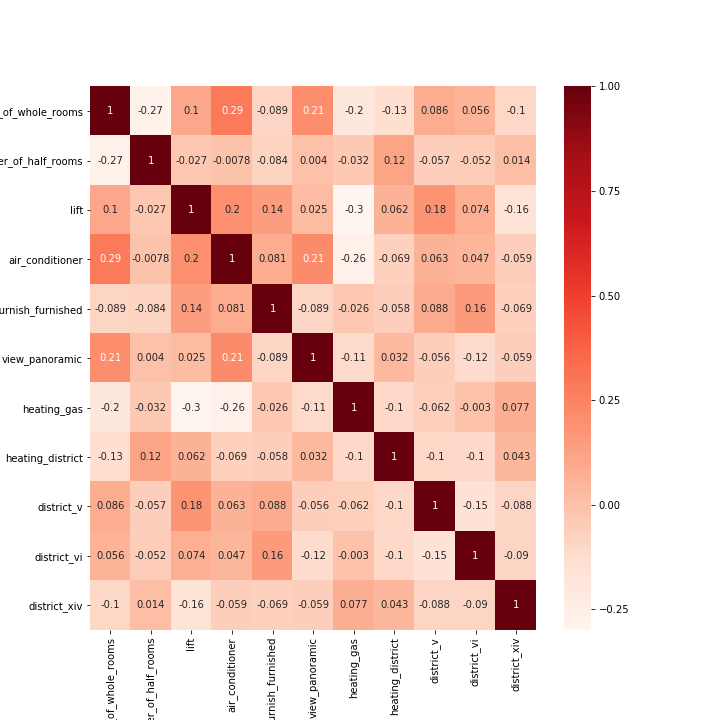 _of_whole_rooms 1 -0.27 0.1 0.29 -0.089 0.21 -0.2 -0.13 0.086 0.056 -0.1
er_of_half_rooms -0.27 1 -0.027 -0.0078 -0.084 0.004 -0.032 0.12 -0.057 -0.052 0.014
lift 0.1 -0.027 1 0.2 0.14 0.025 -0.3 0.062 0.18 0.074 -0.16
air_conditioner 0.29 -0.0078 0.2 1 0.081 0.21 -0.26 -0.069 0.063 0.047 -0.059
urnish_furnished -0.089 -0.084 0.14 0.081 1 -0.089 -0.026 -0.058 0.088 0.16 -0.069
view_panoramic 0.21 0.004 0.025 0.21 -0.089 1 -0.11 0.032 -0.056 -0.12 -0.059
heating_gas -0.2 -0.032 -0.3 -0.26 -0.026 -0.11 1 -0.1 -0.062 -0.003 0.077
heating_district -0.13 0.12 0.062 -0.069 -0.058 0.032 -0.1 1 -0.1 -0.1 0.043
district_v 0.086 -0.057 0.18 0.063 0.088 -0.056 -0.062 -0.1 1 -0.15 -0.088
district_vi 0.056 -0.052 0.074 0.047 0.16 -0.12 -0.003 -0.1 -0.15 1 -0.09
district_xiv -0.1 0.014 -0.16 -0.059 -0.069 -0.059 0.077 0.043 -0.088 -0.09 1
of_whole_rooms
er_of_half_rooms
lift
air_conditioner
urnish_furnished
view_panoramic
heating_gas
heating_district
district_v
district_vi
district_xiv
1.00
0.75
0.50
0.25
0.00
-0.25